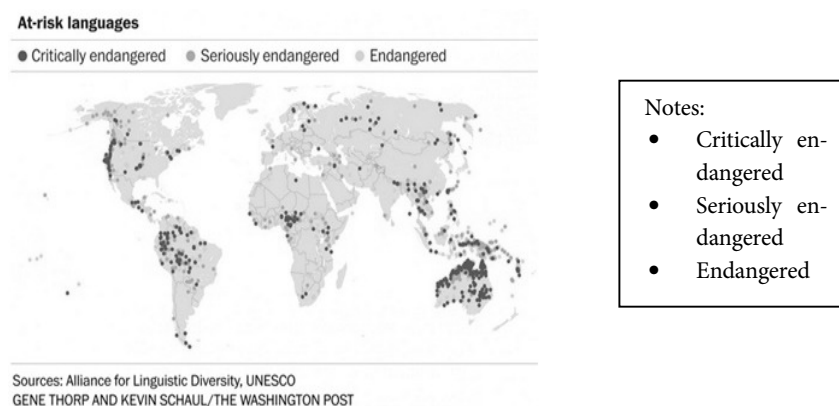 At-risk languages
● Critically endangered ● Seriously endangered ● Endangered
Sources: Alliance for Linguistic Diversity, UNESCO
GENE THORP AND KEVIN SCHAUL/THE WASHINGTON POST
Notes:
• Critically en-
dangered
• Seriously en-
dangered
• Endangered